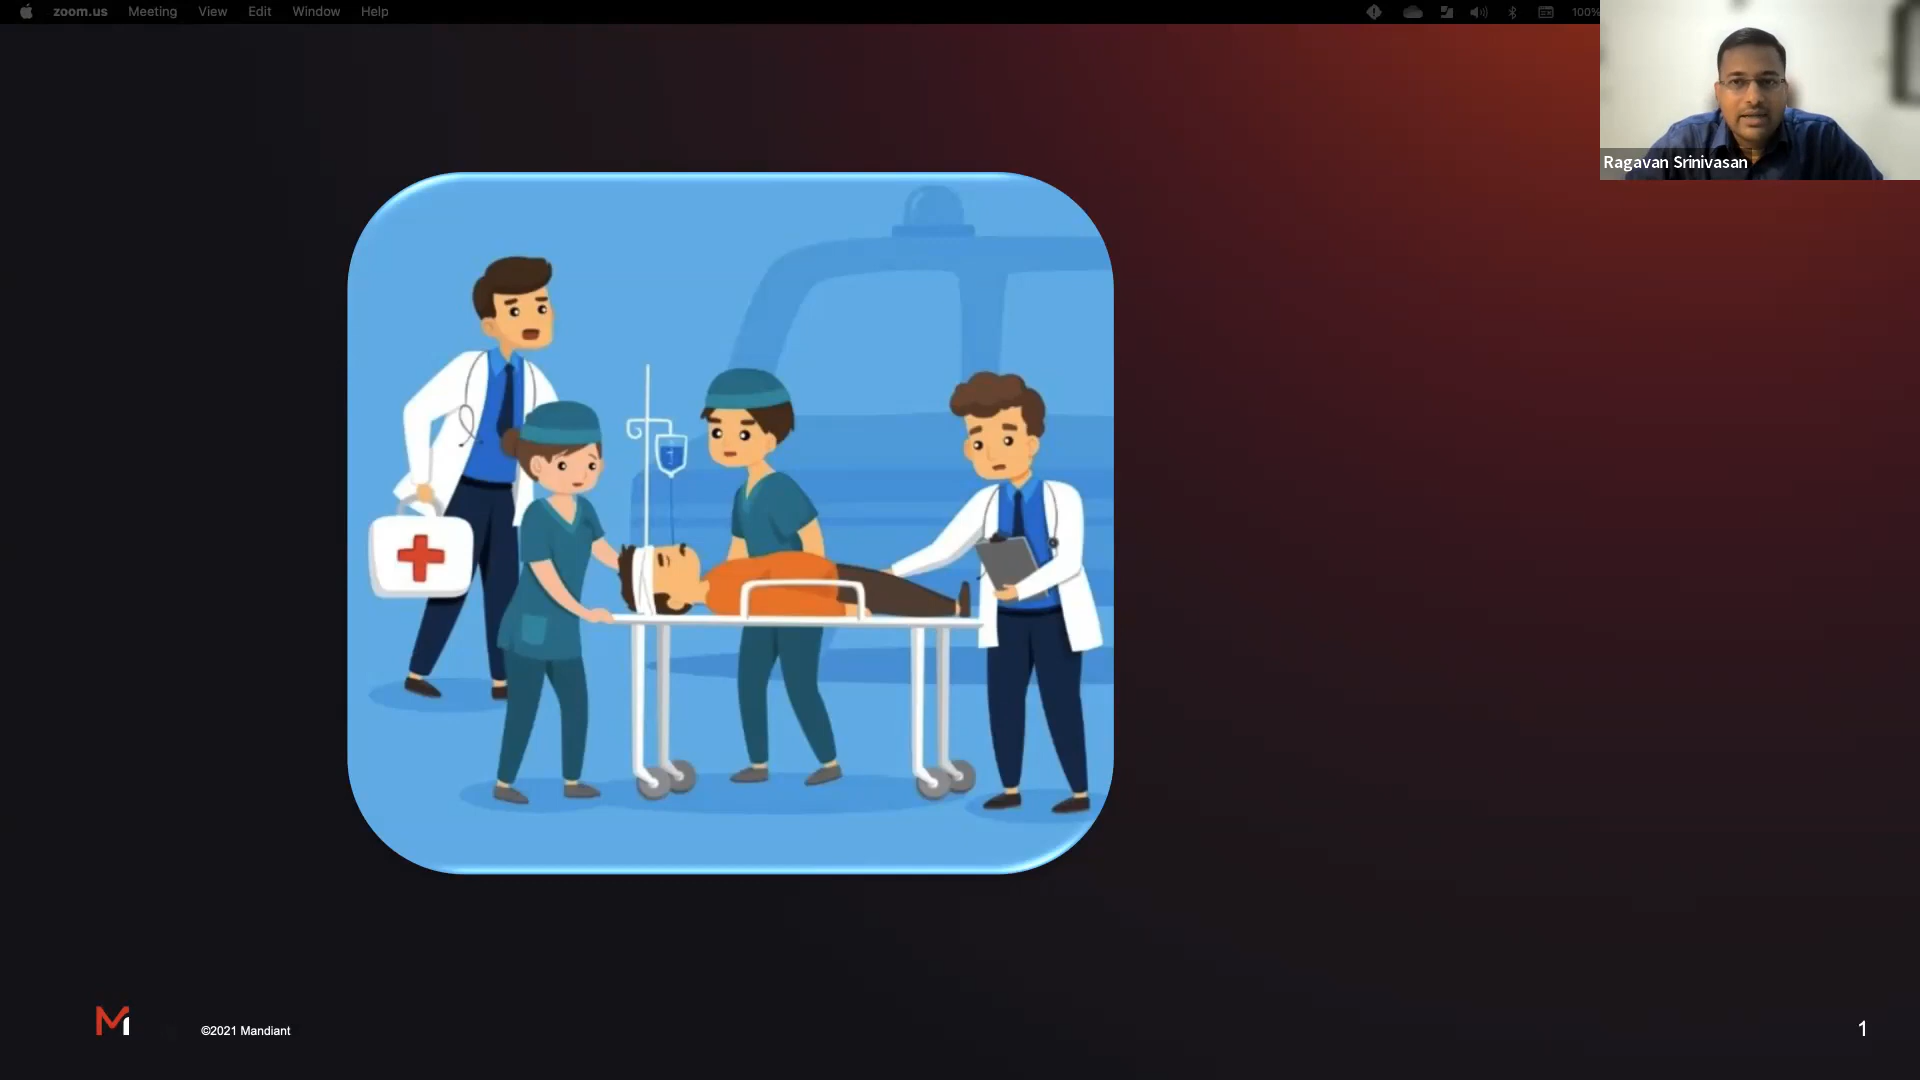 zoom.us Meeting View Edit Window Help 100%
Ragavan Srinivasan
©2021 Mandiant 1